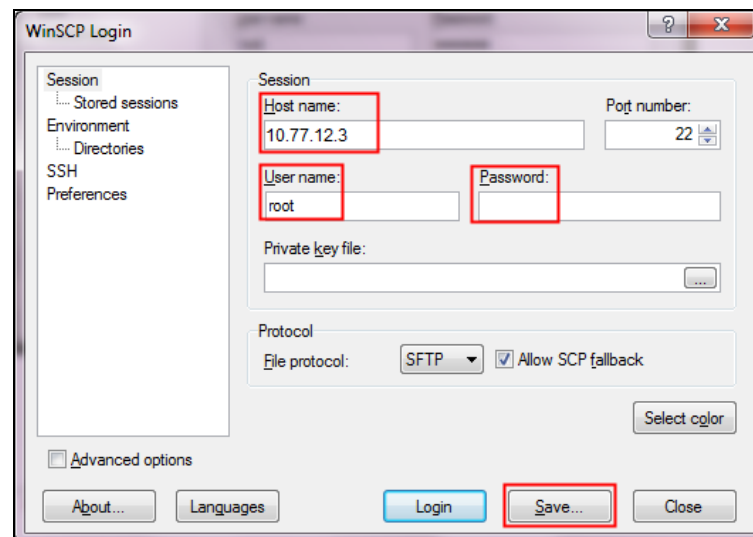 WinSCP Login
Session
Stored sessions
Environment
Directories
SSH
Preferences
Session
Host name:
Port number:
10.77.12.3
22
User name:
Password:
root
Private key file:
...
Protocol
File protocol:
SFTP
Allow SCP fallback
Select color
Advanced options
About...
Languages
Login
Save...
Close